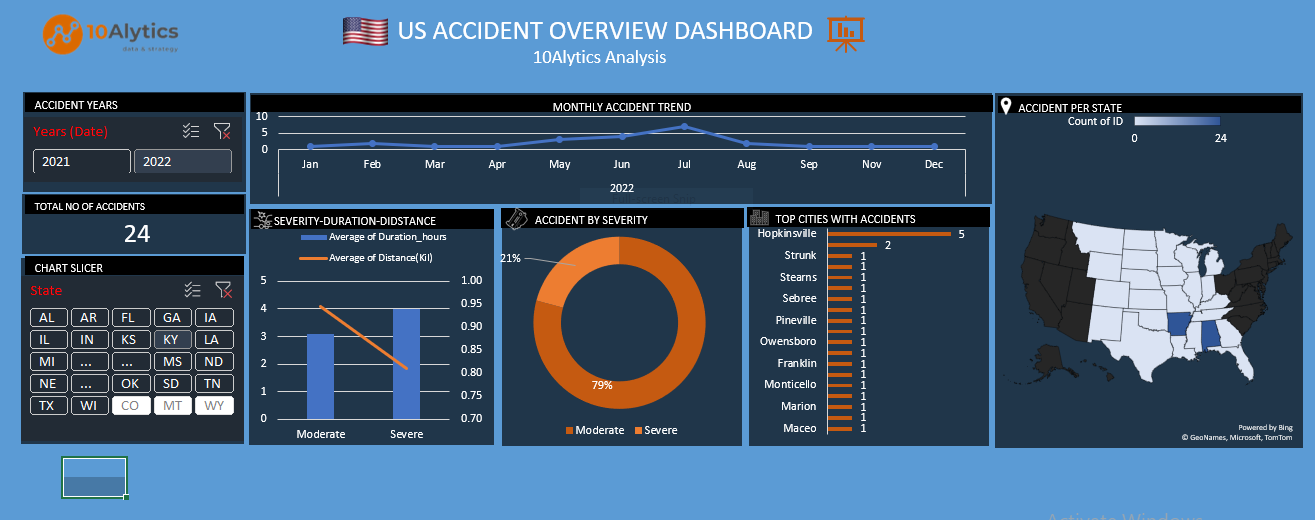 10Alytics
data & strategy
US ACCIDENT OVERVIEW DASHBOARD
10Alytics Analysis
ACCIDENT YEARS
Years (Date)
2021
2022
TOTAL NO OF ACCIDENTS
24
CHART SLICER
State
AL AR FL GA IA
IL IN KS KY LA
MI ... ... MS ND
NE ... OK SD TN
TX WI CO MT WY
MONTHLY ACCIDENT TREND
10
5
0
Jan Feb Mar Apr May Jun Jul Aug Sep Nov Dec
2022
SEVERITY-DURATION-DIDSTANCE
Average of Duration_hours
Average of Distance(Kil)
5 1.00
4 0.95
0.90
3 0.85
2 0.80
1 0.75
0 0.70
Moderate Severe
ACCIDENT BY SEVERITY
21%
79%
Moderate Severe
TOP CITIES WITH ACCIDENTS
Hopkinsville 5
2
Strunk 1
1
Stearns 1
1
Sebree 1
1
Pineville 1
1
Owensboro 1
1
Franklin 1
1
Monticello 1
1
Marion 1
1
Maceo 1
ACCIDENT PER STATE
Count of ID
0 24
Powered by Bing
© GeoNames, Microsoft, TomTom
Activate Windows